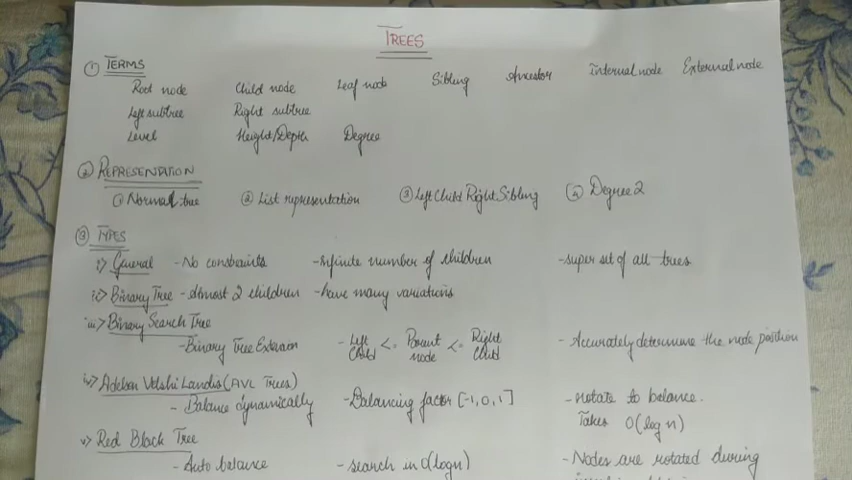 TREES
① TERMS
Root node Child node Leaf node Sibling Ancestor Internal node External node
Left subtree Right subtree
Level Height/Depth Degree
② REPRESENTATION
① Normal tree ② List representation ③ Left Child Right Sibling ④ Degree 2
③ TYPES
i> General - No constraints - Infinite number of children - super set of all trees
ii> Binary Tree - Almost 2 children - have many variations
iii> Binary Search Tree
- Binary Tree Extension - Left Child <= Parent node <= Right Child - Accurately determine the node position
iv> Adelson Velshi Landis (AVL Trees)
- Balance dynamically - Balancing factor [-1, 0, 1] - rotate to balance.
Takes O(log n)
v> Red Black Tree
- Auto balance - search in O(logn) - Nodes are rotated during